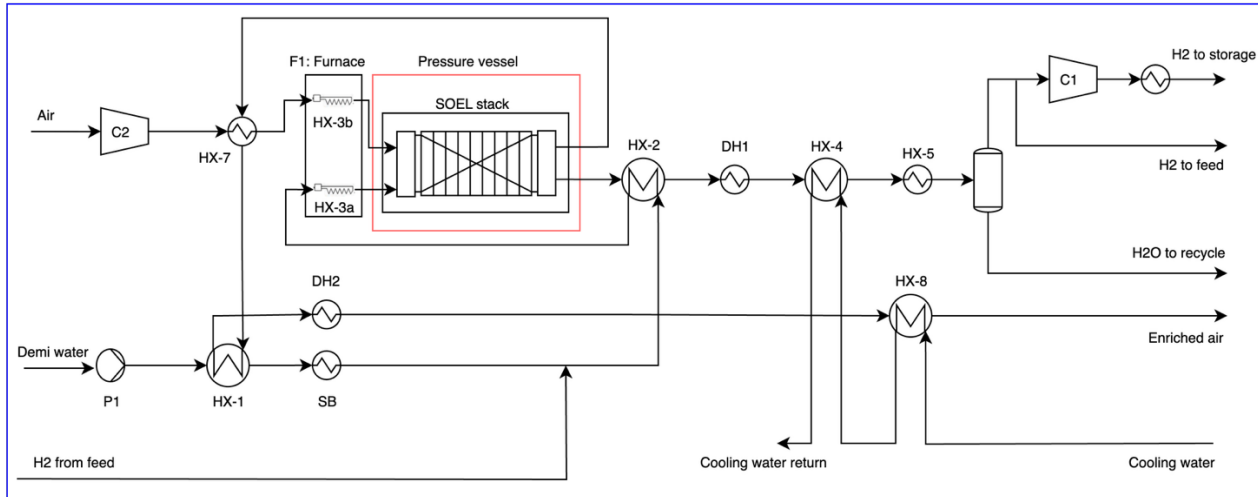 F1: Furnace
Pressure vessel
H2 to storage
C1
SOEL stack
Air
C2
HX-3b
HX-7
HX-2
DH1
HX-4
HX-5
H2 to feed
HX-3a
H2O to recycle
DH2
HX-8
Enriched air
Demi water
P1
HX-1
SB
H2 from feed
Cooling water return
Cooling water